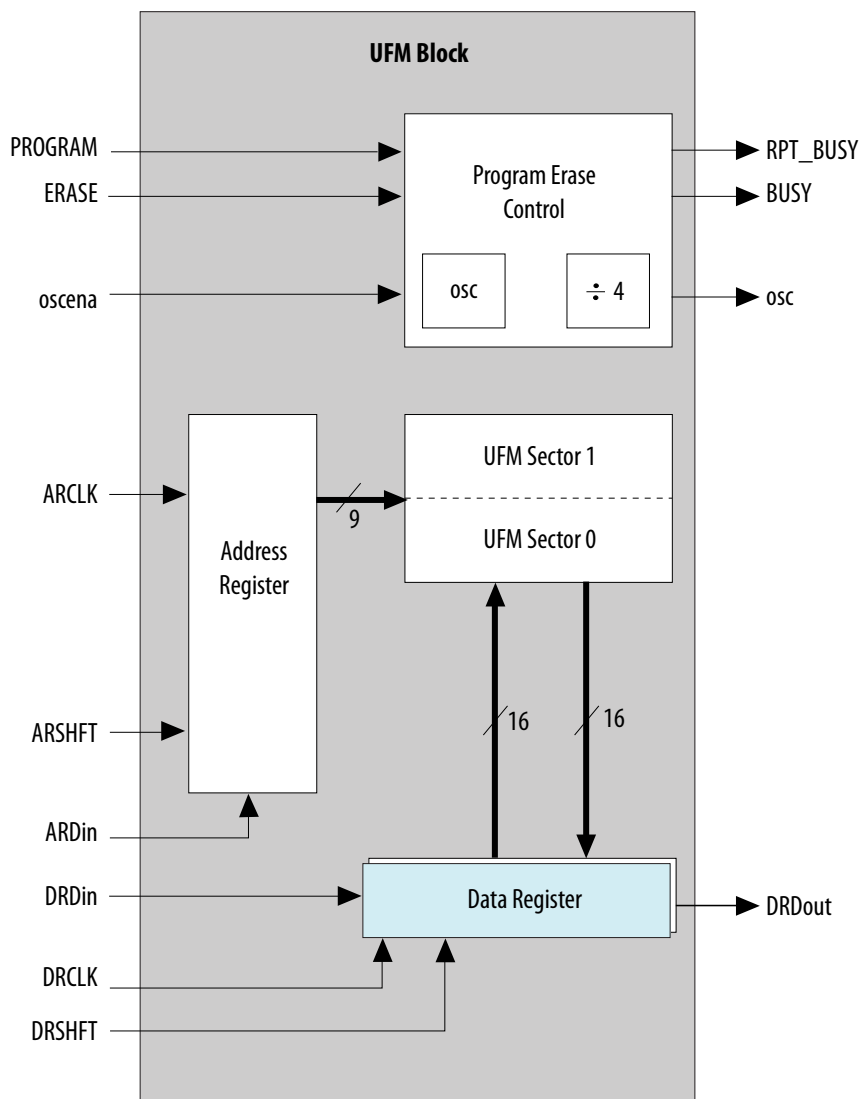 UFM Block
PROGRAM
RPT_BUSY
Program Erase
Control
ERASE
BUSY
oscena
osc
÷ 4
osc
UFM Sector 1
ARCLK
9
UFM Sector 0
Address
Register
ARSHFT
16
16
ARDin
DRDin
Data Register
DRDout
DRCLK
DRSHFT